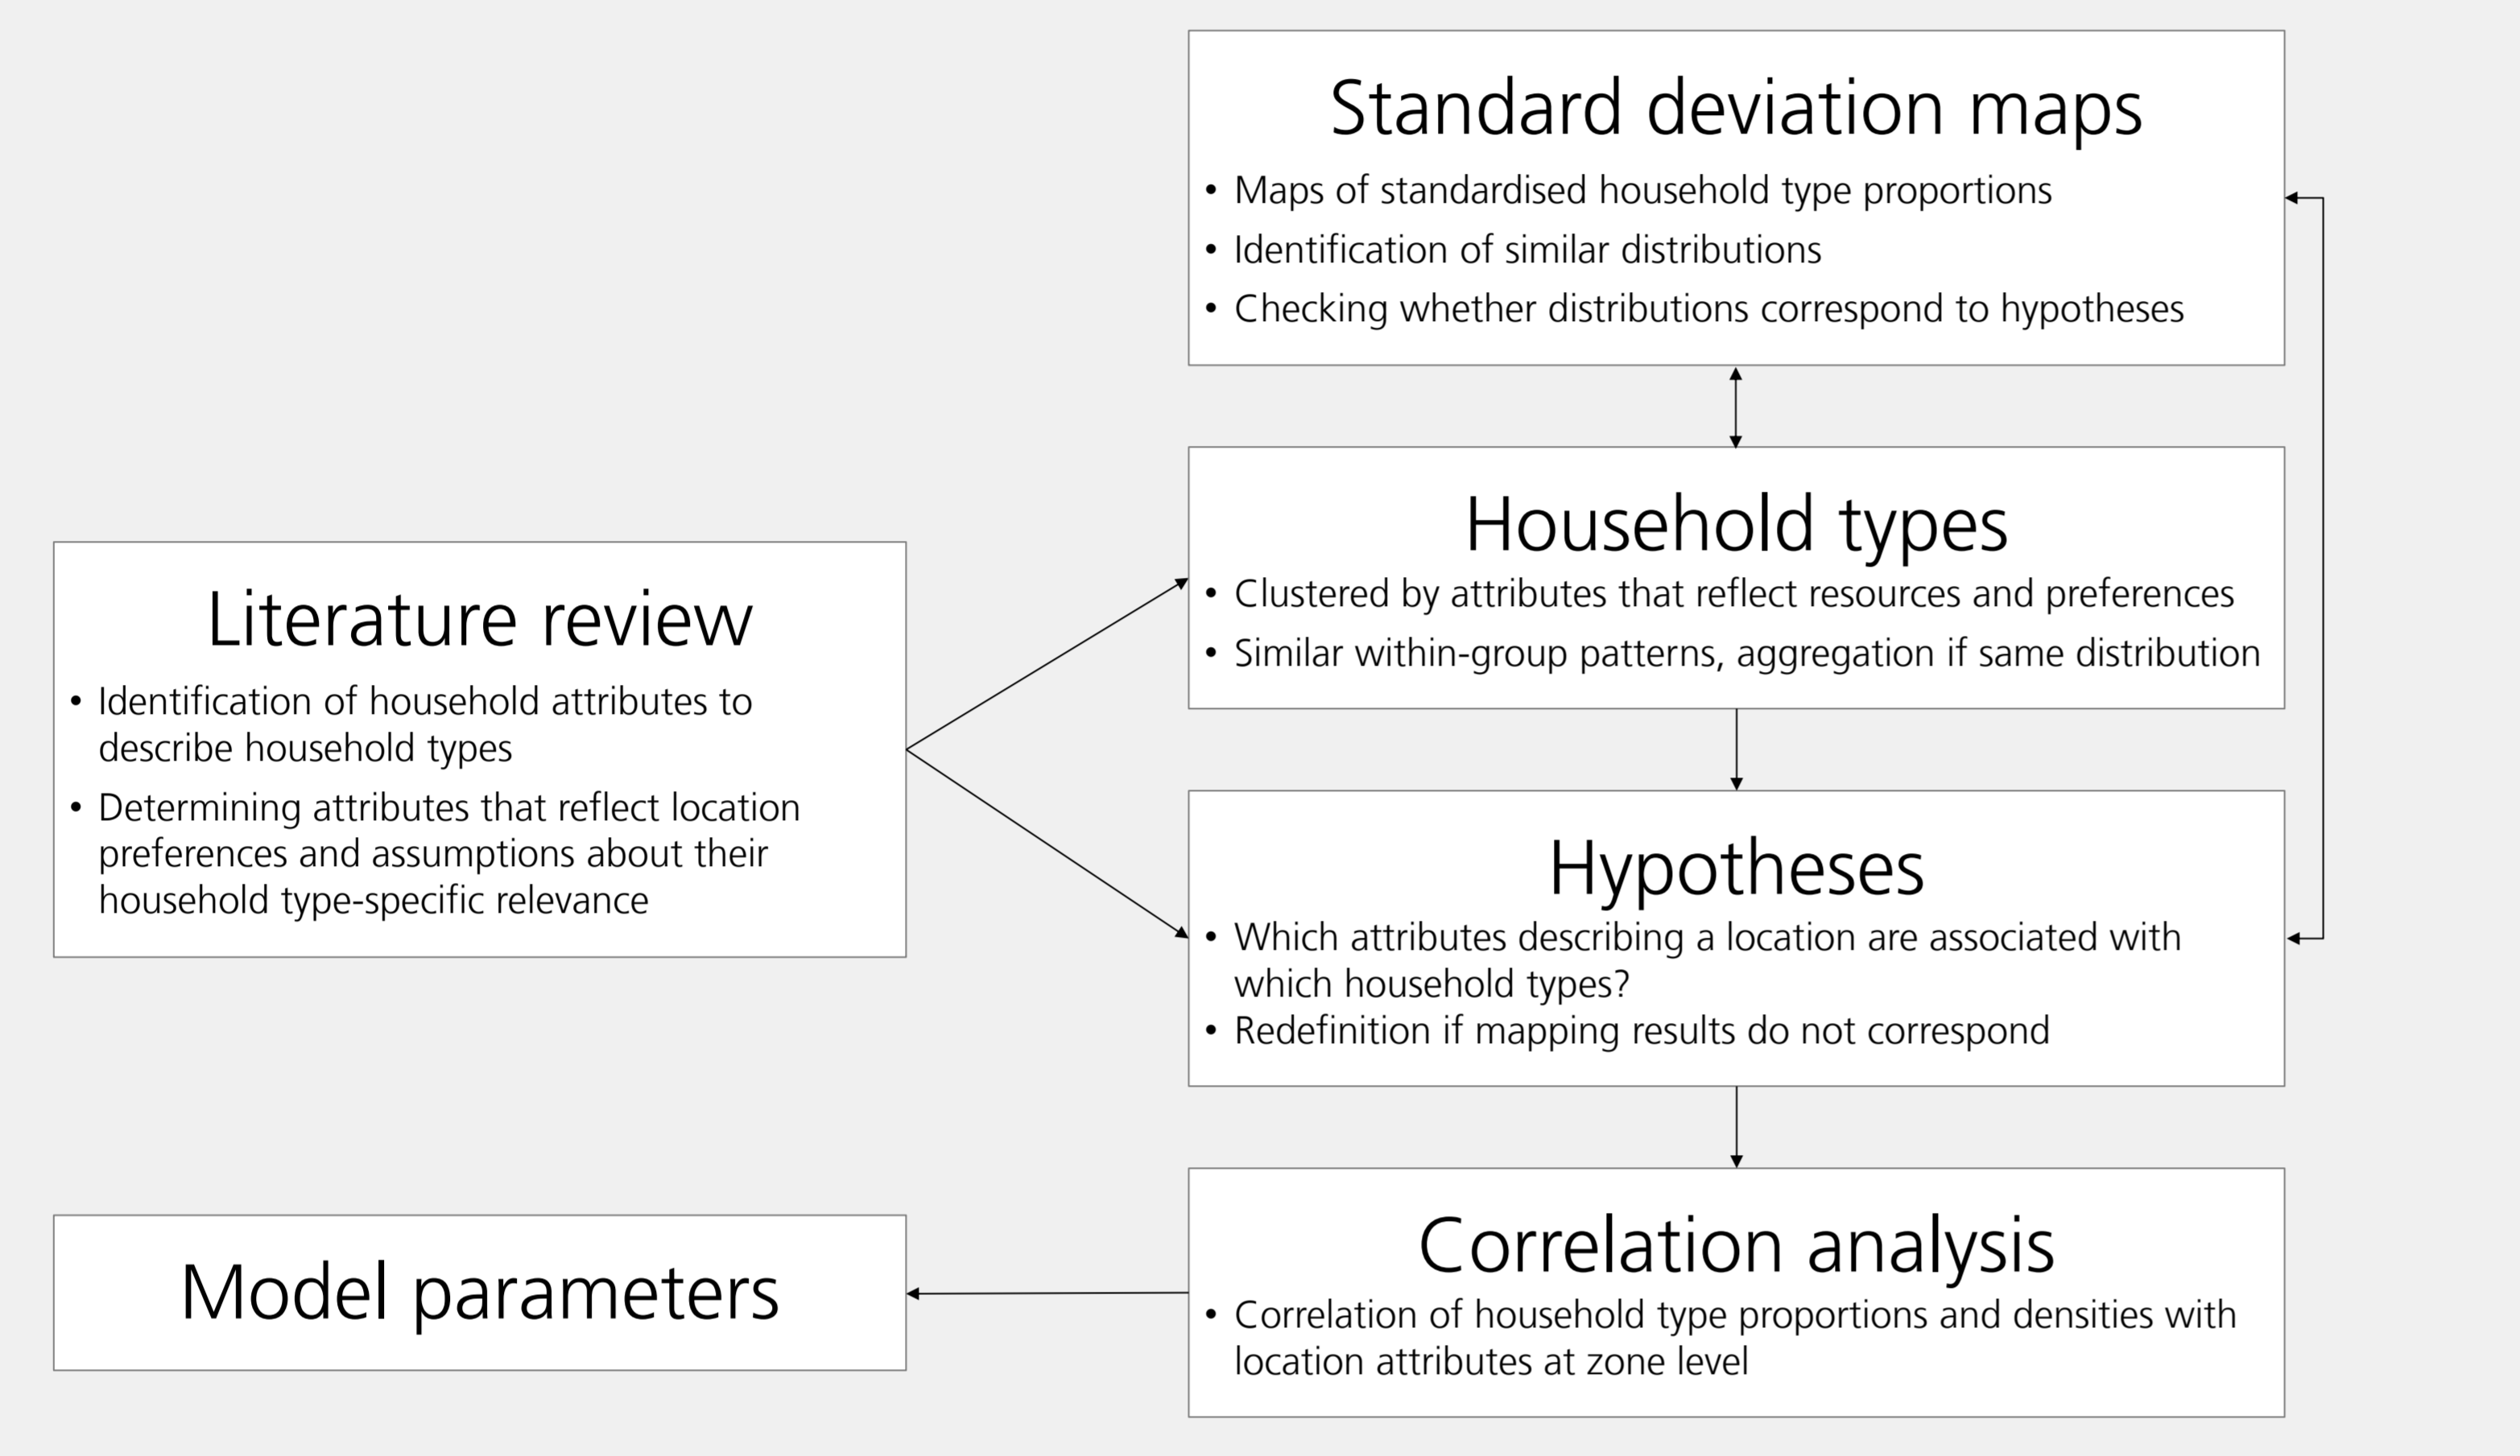 Standard deviation maps
• Maps of standardised household type proportions
• Identification of similar distributions
• Checking whether distributions correspond to hypotheses
Household types
• Clustered by attributes that reflect resources and preferences
• Similar within-group patterns, aggregation if same distribution
Literature review
• Identification of household attributes to
describe household types
• Determining attributes that reflect location
preferences and assumptions about their
household type-specific relevance
Hypotheses
• Which attributes describing a location are associated with
which household types?
• Redefinition if mapping results do not correspond
Correlation analysis
• Correlation of household type proportions and densities with
location attributes at zone level
Model parameters